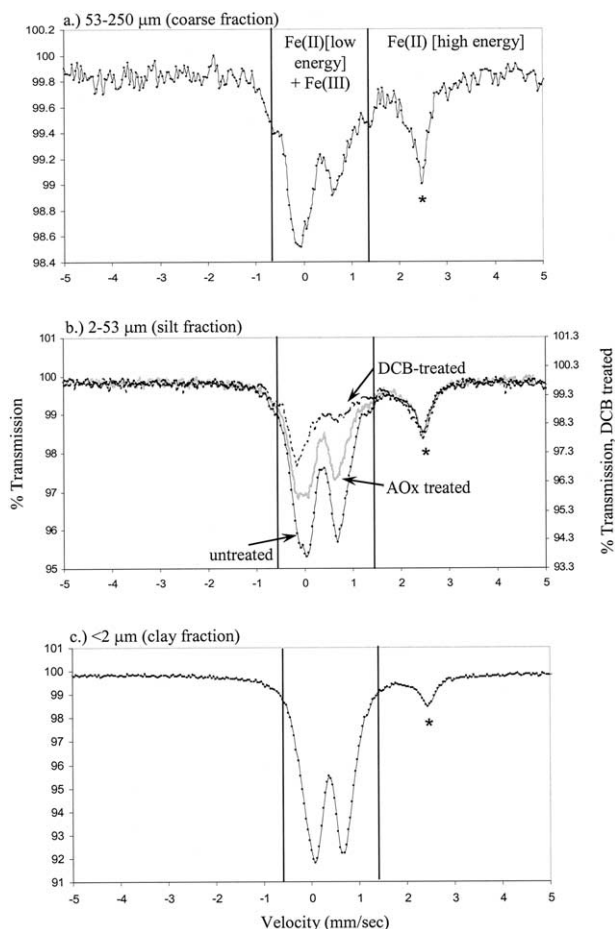 a.) 53-250 µm (coarse fraction)
100.2
100
99.8
99.6
99.4
99.2
99
98.8
98.6
98.4
Fe(II)[low
energy]
+ Fe(III)
Fe(II) [high energy]
*
-5 -4 -3 -2 -1 0 1 2 3 4 5
b.) 2-53 µm (silt fraction)
101
100
99
98
97
96
95
% Transmission
DCB-treated
AOx treated
untreated
*
101.3
100.3
99.3
98.3
97.3
96.3
95.3
94.3
93.3
% Transmission, DCB treated
-5 -4 -3 -2 -1 0 1 2 3 4 5
c.) <2 µm (clay fraction)
101
100
99
98
97
96
95
94
93
92
91
*
-5 -4 -3 -2 -1 0 1 2 3 4 5
Velocity (mm/sec)